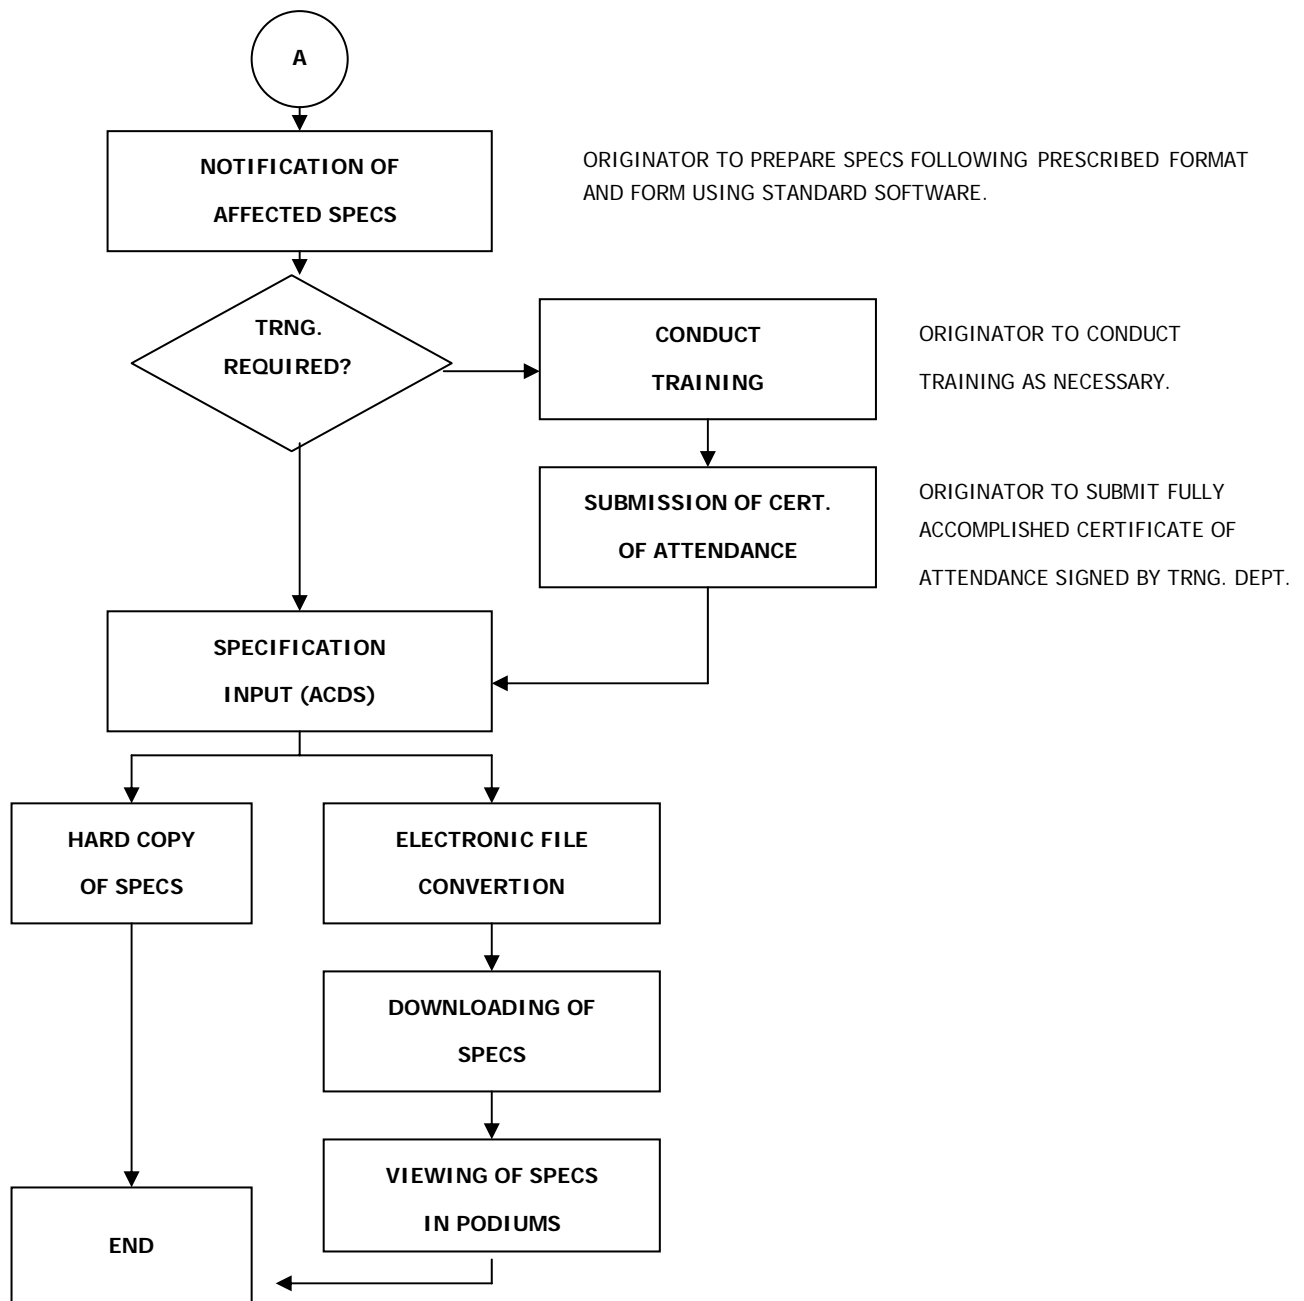 A
NOTIFICATION OF
AFFECTED SPECS
ORIGINATOR TO PREPARE SPECS FOLLOWING PRESCRIBED FORMAT
AND FORM USING STANDARD SOFTWARE.
TRNG.
REQUIRED?
CONDUCT
TRAINING
ORIGINATOR TO CONDUCT
TRAINING AS NECESSARY.
SUBMISSION OF CERT.
OF ATTENDANCE
ORIGINATOR TO SUBMIT FULLY
ACCOMPLISHED CERTIFICATE OF
ATTENDANCE SIGNED BY TRNG. DEPT.
SPECIFICATION
INPUT (ACDS)
HARD COPY
OF SPECS
ELECTRONIC FILE
CONVERTION
DOWNLOADING OF
SPECS
VIEWING OF SPECS
IN PODIUMS
END